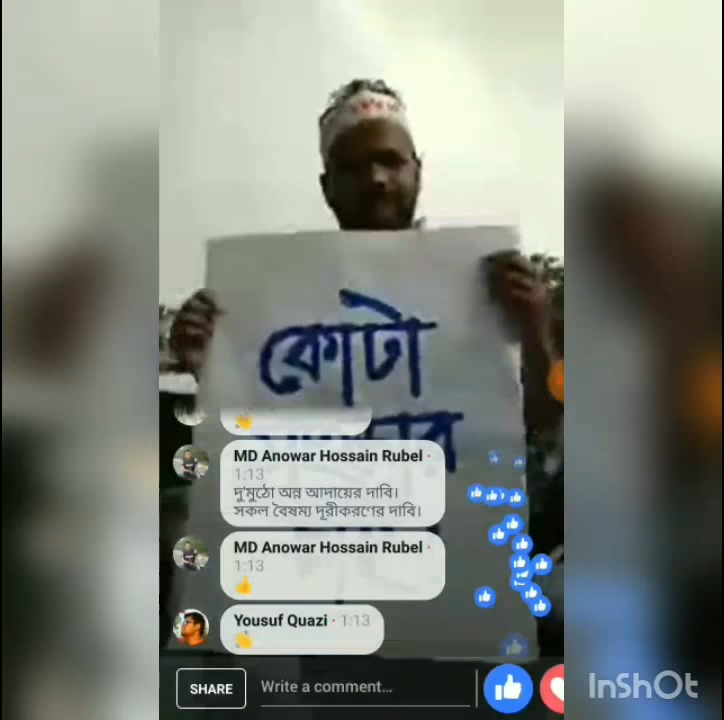 কোটা
MD Anowar Hossain Rubel ·
1:13
দু'মুঠো অন্ন আদায়ের দাবি।
সকল বৈষম্য দূরীকরণের দাবি।
MD Anowar Hossain Rubel ·
1:13
Yousuf Quazi · 1:13
SHARE
Write a comment...
InShOt